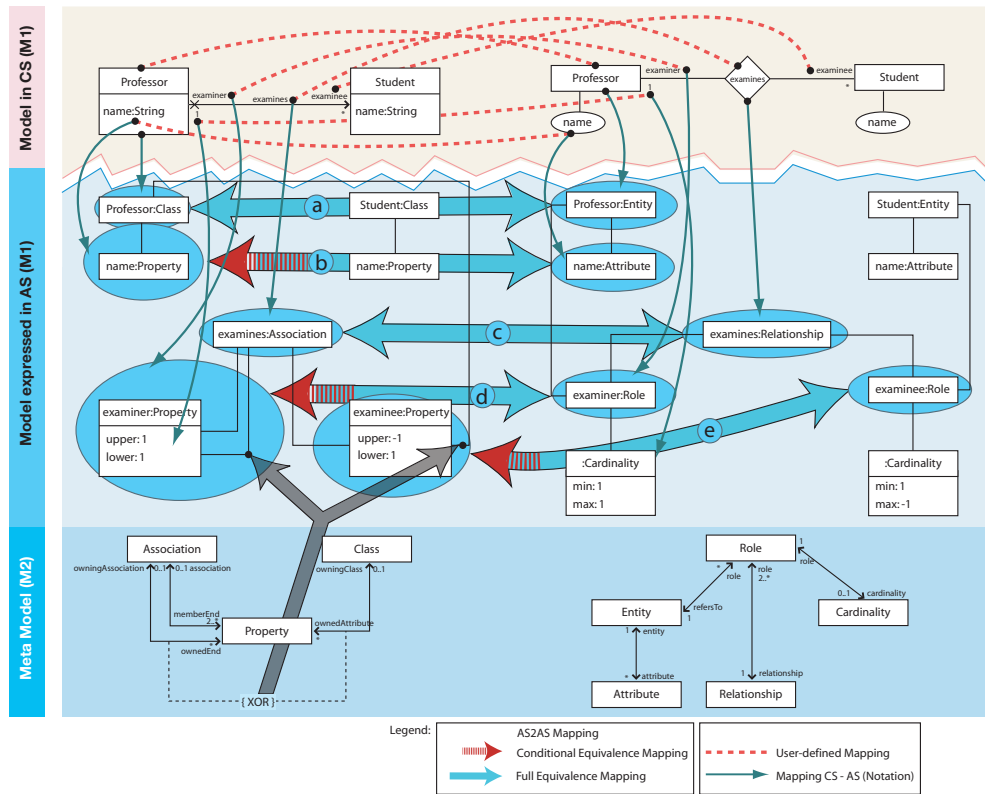 Model in CS (M1)
Professor
name:String
examiner
1
examines
examinee
*
Student
name:String
Professor
name
examiner
1
examines
examinee
*
Student
name
Model expressed in AS (M1)
Professor:Class
a
Student:Class
Professor:Entity
Student:Entity
name:Property
b
name:Property
name:Attribute
name:Attribute
examines:Association
c
examines:Relationship
examiner:Property
upper: 1
lower: 1
examinee:Property
upper: -1
lower: 1
d
examiner:Role
examinee:Role
e
:Cardinality
min: 1
max: 1
:Cardinality
min: 1
max: -1
Meta Model (M2)
Association
owningAssociation
0..1
0..1 association
Class
owningClass
0..1
memberEnd
2..*
Property
ownedAttribute
*
*
ownedEnd
{ XOR }
Role
1
role
*
role
role
2..*
refersTo
1
cardinality
0..1
Cardinality
Entity
1
entity
attribute
*
Attribute
1
relationship
Relationship
Legend:
AS2AS Mapping
Conditional Equivalence Mapping
Full Equivalence Mapping
User-defined Mapping
Mapping CS - AS (Notation)